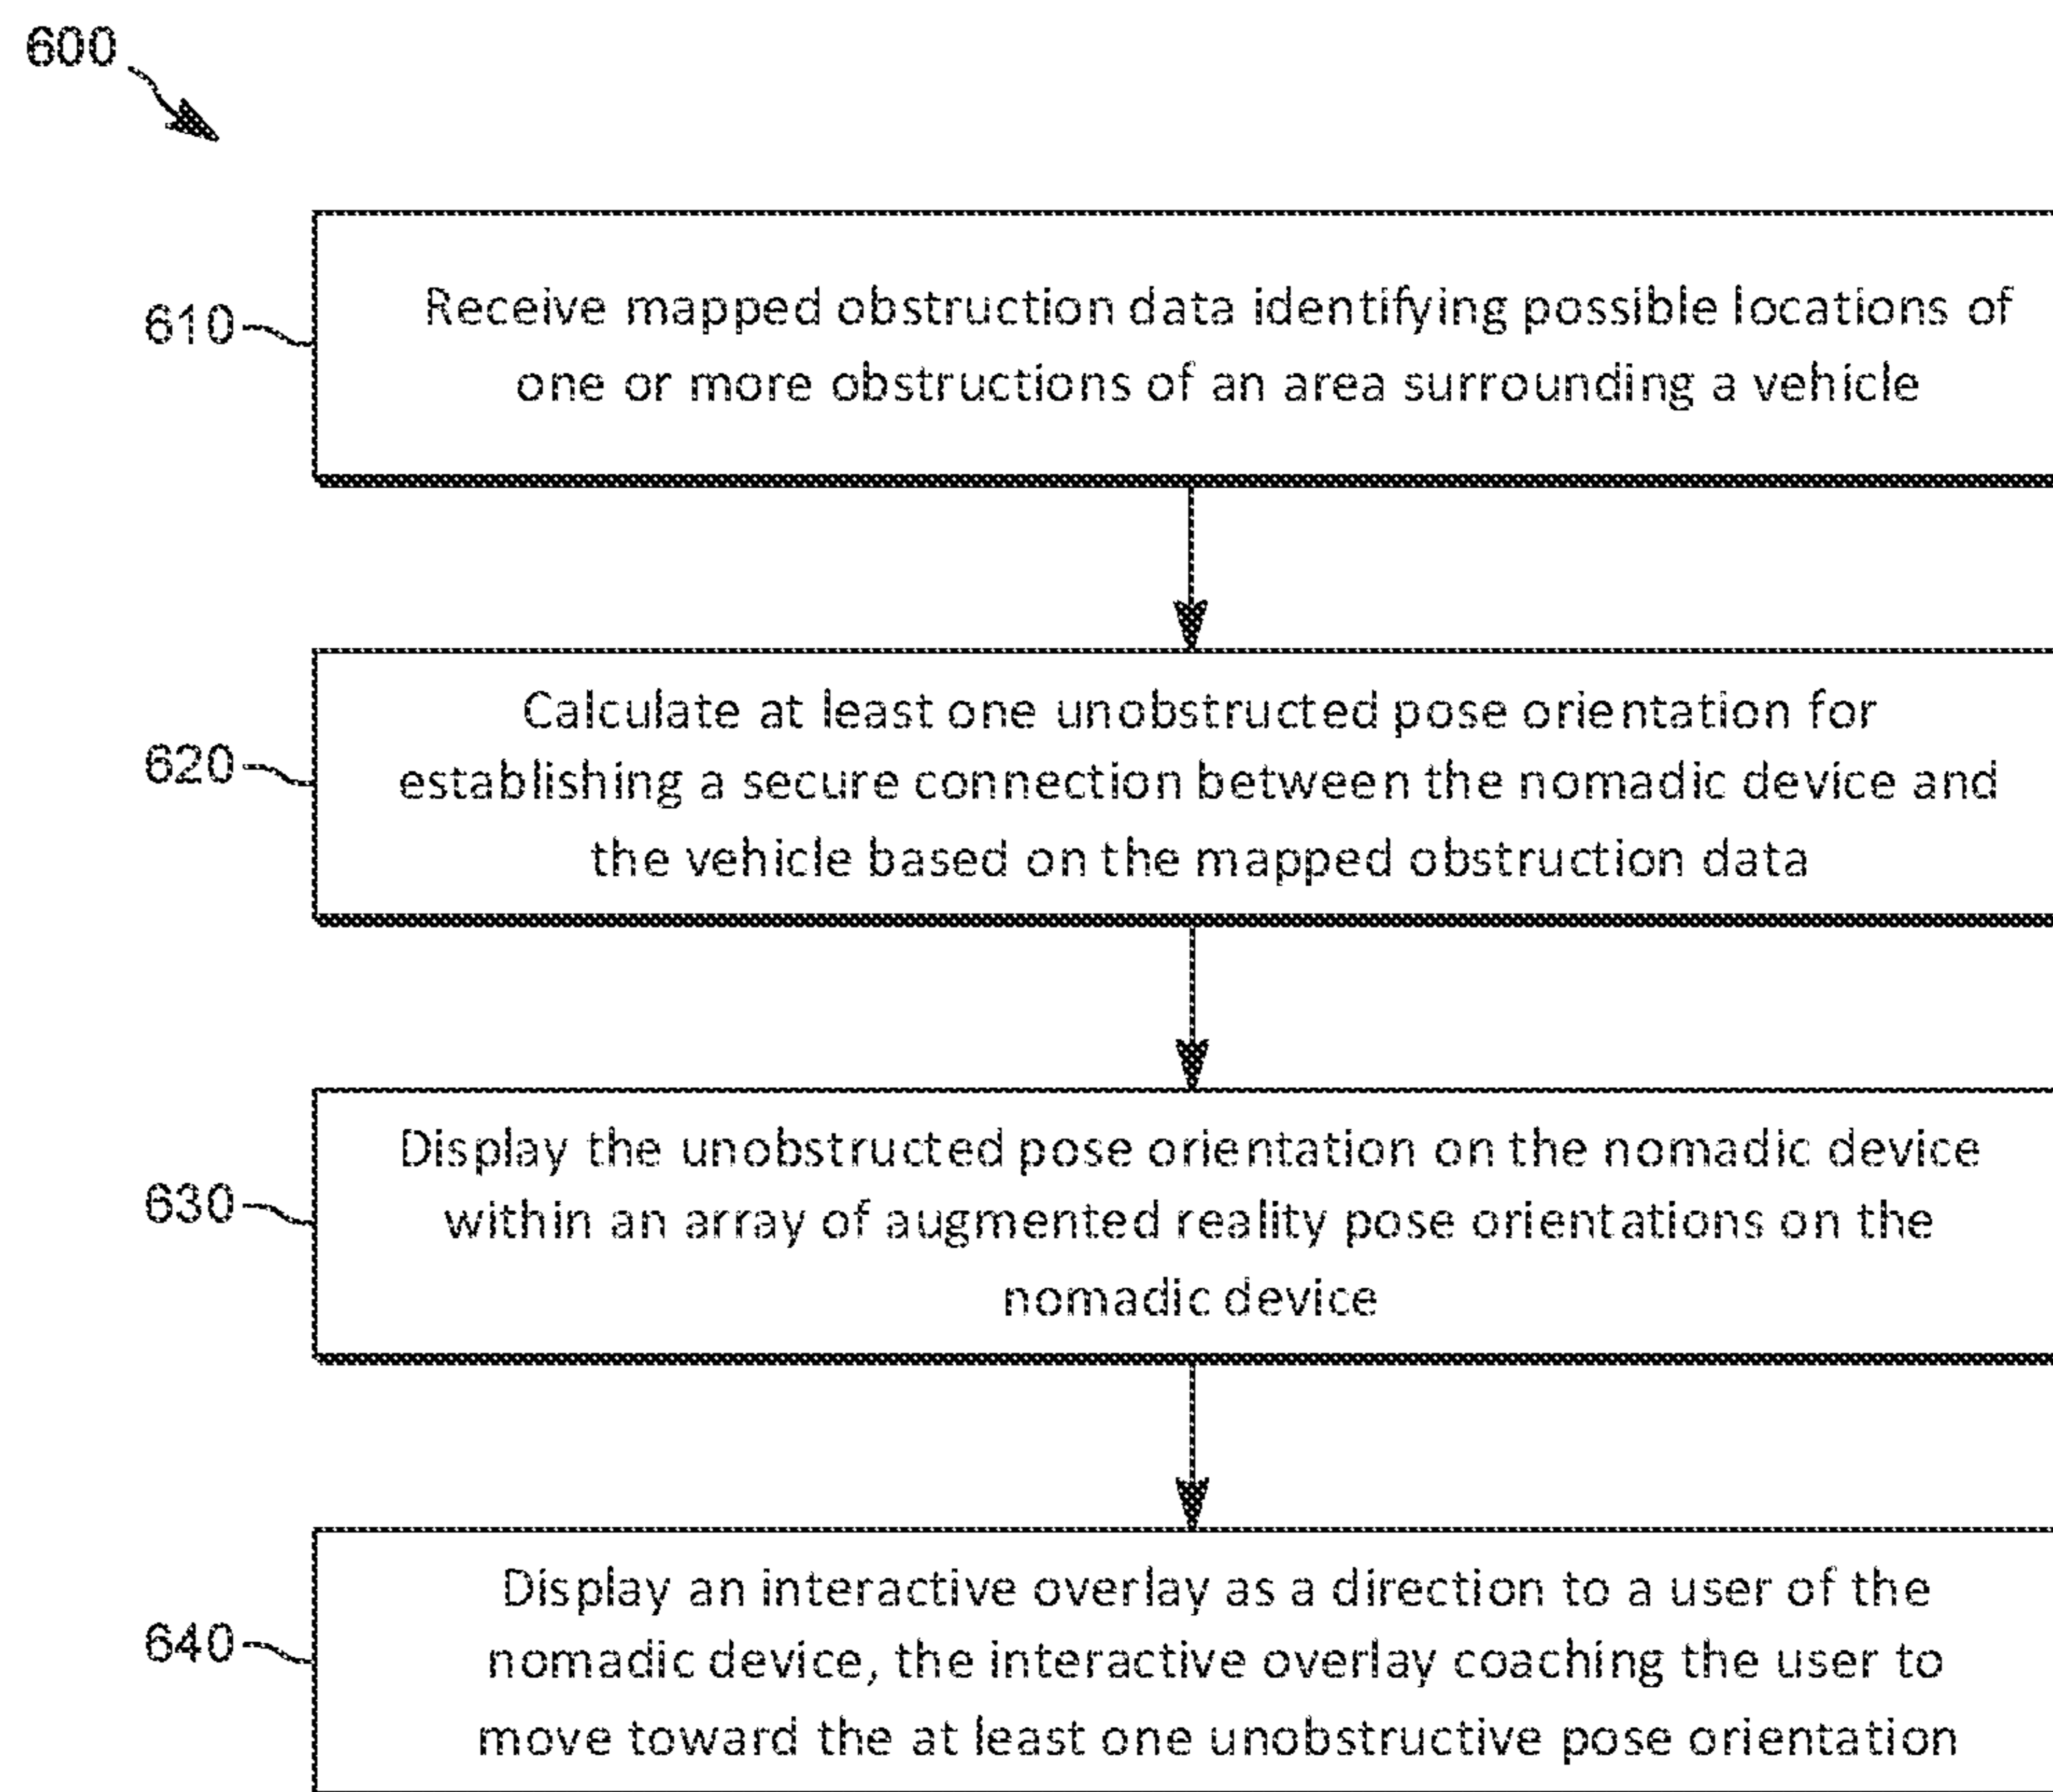 600
610
Receive mapped obstruction data identifying possible locations of
one or more obstructions of an area surrounding a vehicle
620
Calculate at least one unobstructed pose orientation for
establishing a secure connection between the nomadic device and
the vehicle based on the mapped obstruction data
630
Display the unobstructed pose orientation on the nomadic device
within an array of augmented reality pose orientations on the
nomadic device
640
Display an interactive overlay as a direction to a user of the
nomadic device, the interactive overlay coaching the user to
move toward the at least one unobstructive pose orientation